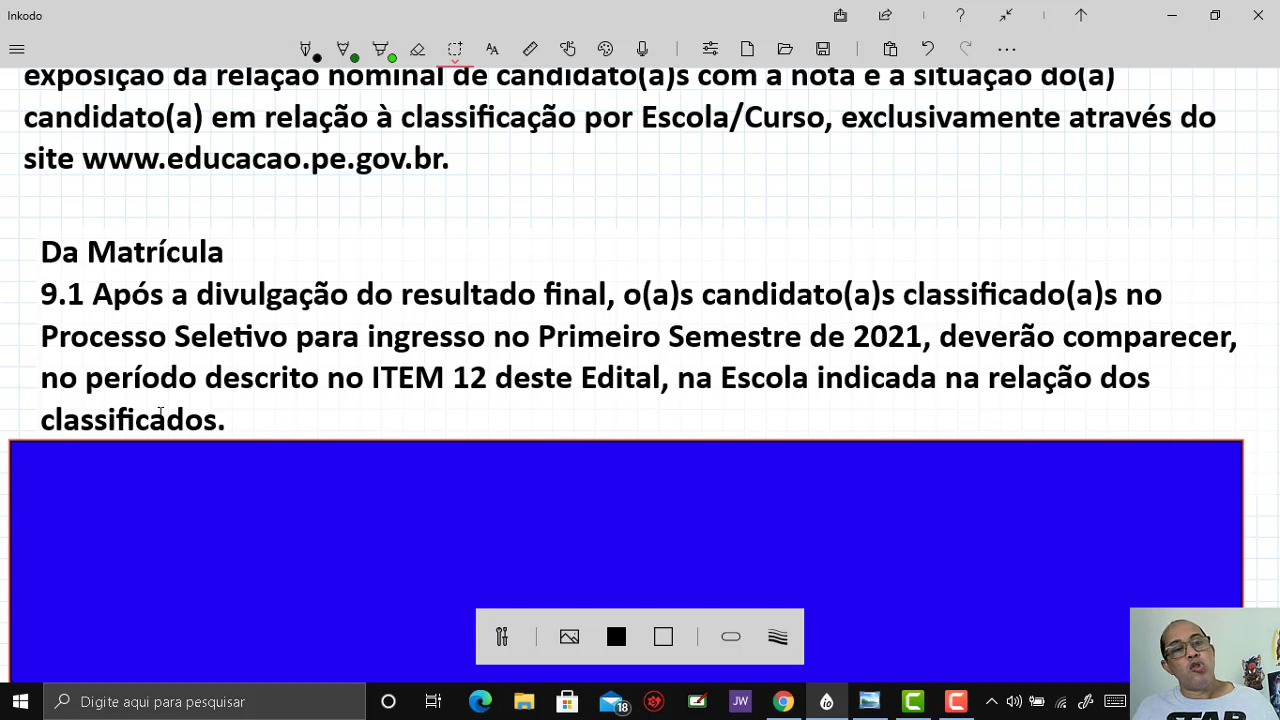 Inkodo
exposição da relação nominal de candidato(a)s com a nota e a situação do(a)
candidato(a) em relação à classificação por Escola/Curso, exclusivamente através do
site www.educacao.pe.gov.br.
Da Matrícula
9.1 Após a divulgação do resultado final, o(a)s candidato(a)s classificado(a)s no
Processo Seletivo para ingresso no Primeiro Semestre de 2021, deverão comparecer,
no período descrito no ITEM 12 deste Edital, na Escola indicada na relação dos
classificados.
Digite aqui para pesquisar
18
JW